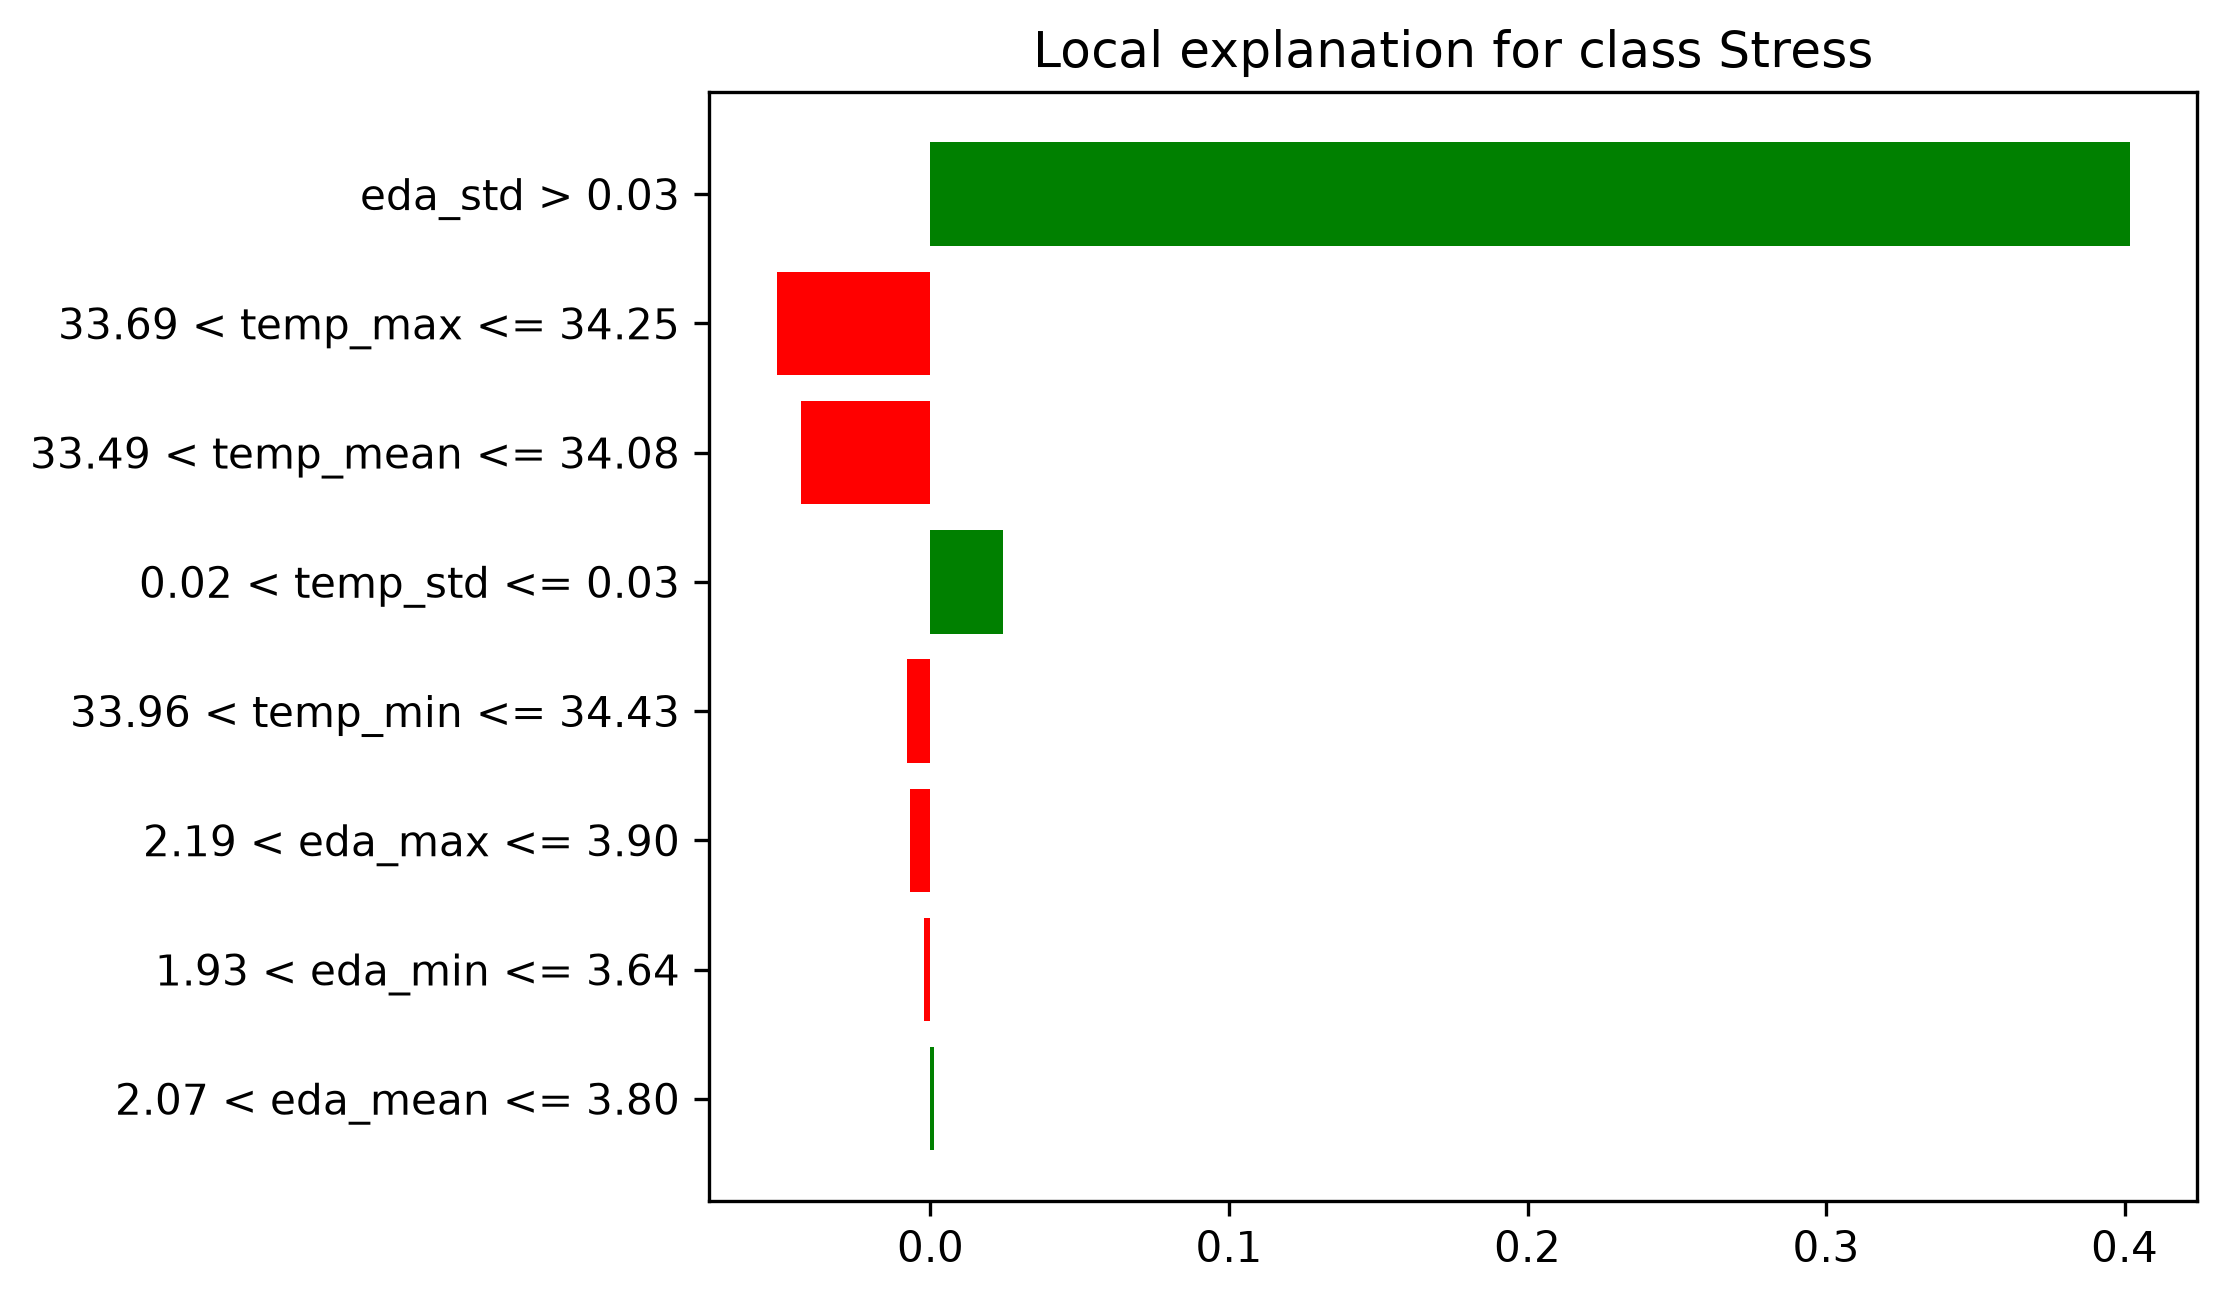 Local explanation for class Stress
eda_std > 0.03
33.69 < temp_max <= 34.25
33.49 < temp_mean <= 34.08
0.02 < temp_std <= 0.03
33.96 < temp_min <= 34.43
2.19 < eda_max <= 3.90
1.93 < eda_min <= 3.64
2.07 < eda_mean <= 3.80
0.0 0.1 0.2 0.3 0.4